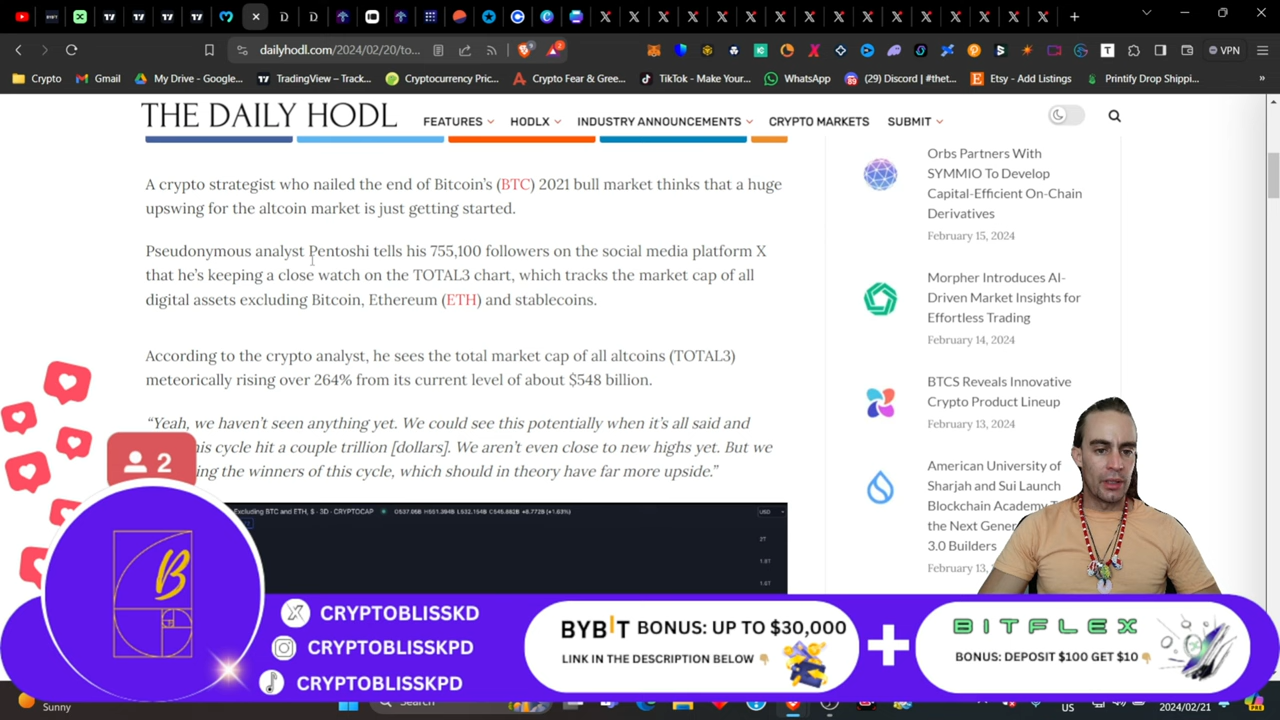 dailyhodl.com/2024/02/20/to...
VPN
Crypto
Gmail
My Drive - Google...
TradingView – Track...
Cryptocurrency Pric...
Crypto Fear & Gree...
TikTok - Make Your...
WhatsApp
(29) Discord | #thet...
Etsy - Add Listings
Printify Drop Shippi...
»
THE DAILY HODL
FEATURES
HODLX
INDUSTRY ANNOUNCEMENTS
CRYPTO MARKETS
SUBMIT
A crypto strategist who nailed the end of Bitcoin's (BTC) 2021 bull market thinks that a huge
upswing for the altcoin market is just getting started.
Pseudonymous analyst Pentoshi tells his 755,100 followers on the social media platform X
that he's keeping a close watch on the TOTAL3 chart, which tracks the market cap of all
digital assets excluding Bitcoin, Ethereum (ETH) and stablecoins.
According to the crypto analyst, he sees the total market cap of all altcoins (TOTAL3)
meteorically rising over 264% from its current level of about $548 billion.
"Yeah, we haven't seen anything yet. We could see this potentially when it's all said and
his cycle hit a couple trillion [dollars]. We aren't even close to new highs yet. But we
ing the winners of this cycle, which should in theory have far more upside."
Excluding BTC and ETH, $ · 3D · CRYPTOCAP
USD
2T
Orbs Partners With
SYMMIO To Develop
Capital-Efficient On-Chain
Derivatives
February 15, 2024
Morpher Introduces AI-
Driven Market Insights for
Effortless Trading
February 14, 2024
BTCS Reveals Innovative
Crypto Product Lineup
February 13, 2024
American University of
Sharjah and Sui Launch
Blockchain Academy T
the Next Gener
3.0 Builders
February 13,
2
B
CRYPTOBLISSKD
CRYPTOBLISSKPD
CRYPTOBLISSKPD
BYBIT BONUS: UP TO $30,000
LINK IN THE DESCRIPTION BELOW
+
BITFLEX
BONUS: DEPOSIT $100 GET $10
Sunny
Search
US
2024/02/21